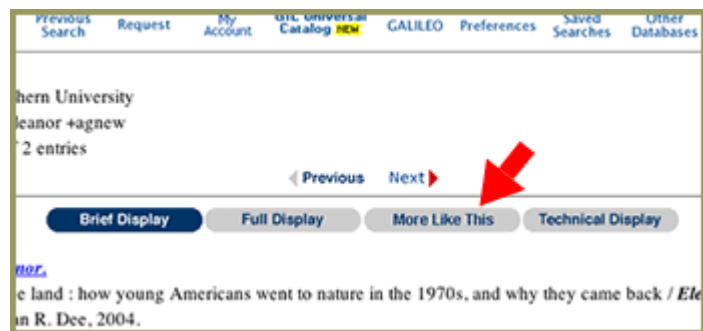 Previous Search Request My Account GIL Universal Catalog NEW GALILEO Preferences Saved Searches Other Databases
hern University
leanor +agnew
2 entries
Previous Next
Brief Display Full Display More Like This Technical Display
nor.
e land : how young Americans went to nature in the 1970s, and why they came back / Ele
an R. Dee, 2004.